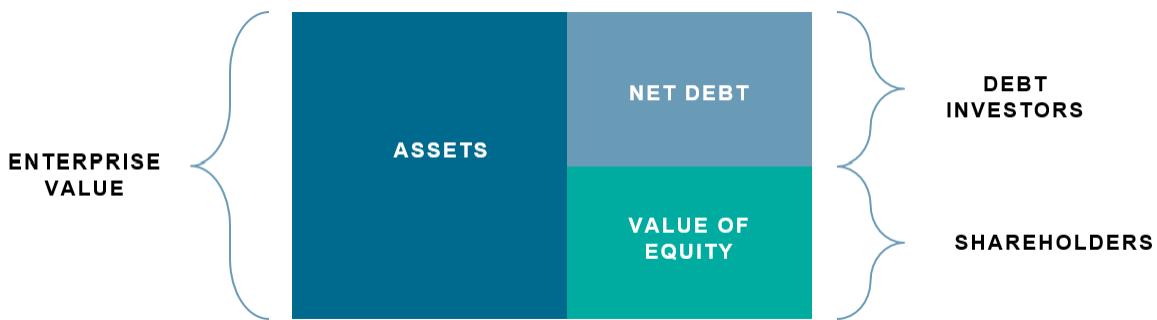 ENTERPRISE
VALUE
ASSETS
NET DEBT
VALUE OF
EQUITY
DEBT
INVESTORS
SHAREHOLDERS